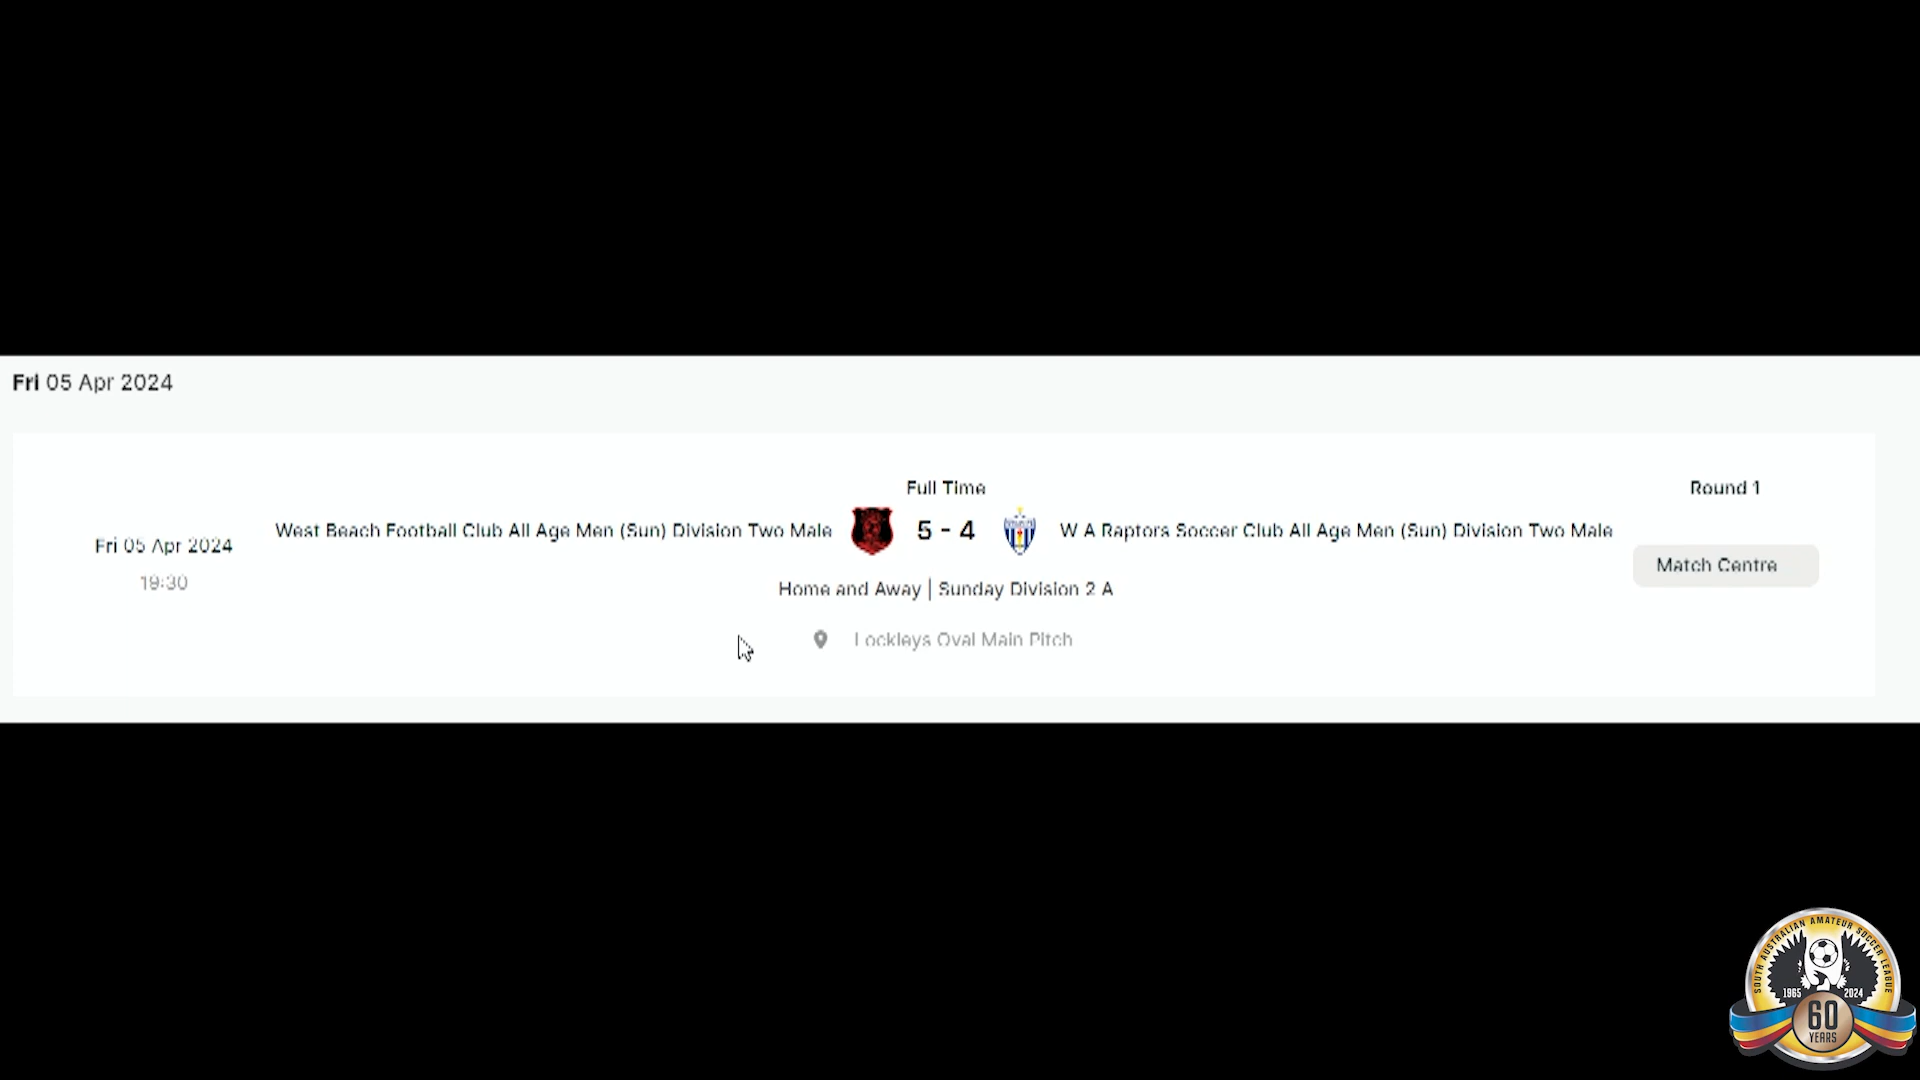 Fri 05 Apr 2024
Full Time
Round 1
West Beach Football Club All Age Men (Sun) Division Two Male
5 - 4
W A Raptors Soccer Club All Age Men (Sun) Division Two Male
Fri 05 Apr 2024
19:30
Match Centre
Home and Away | Sunday Division 2 A
Lockleys Oval Main Pitch
SOUTH AUSTRALIAN AMATEUR SOCCER LEAGUE
1965 2024
60
YEARS